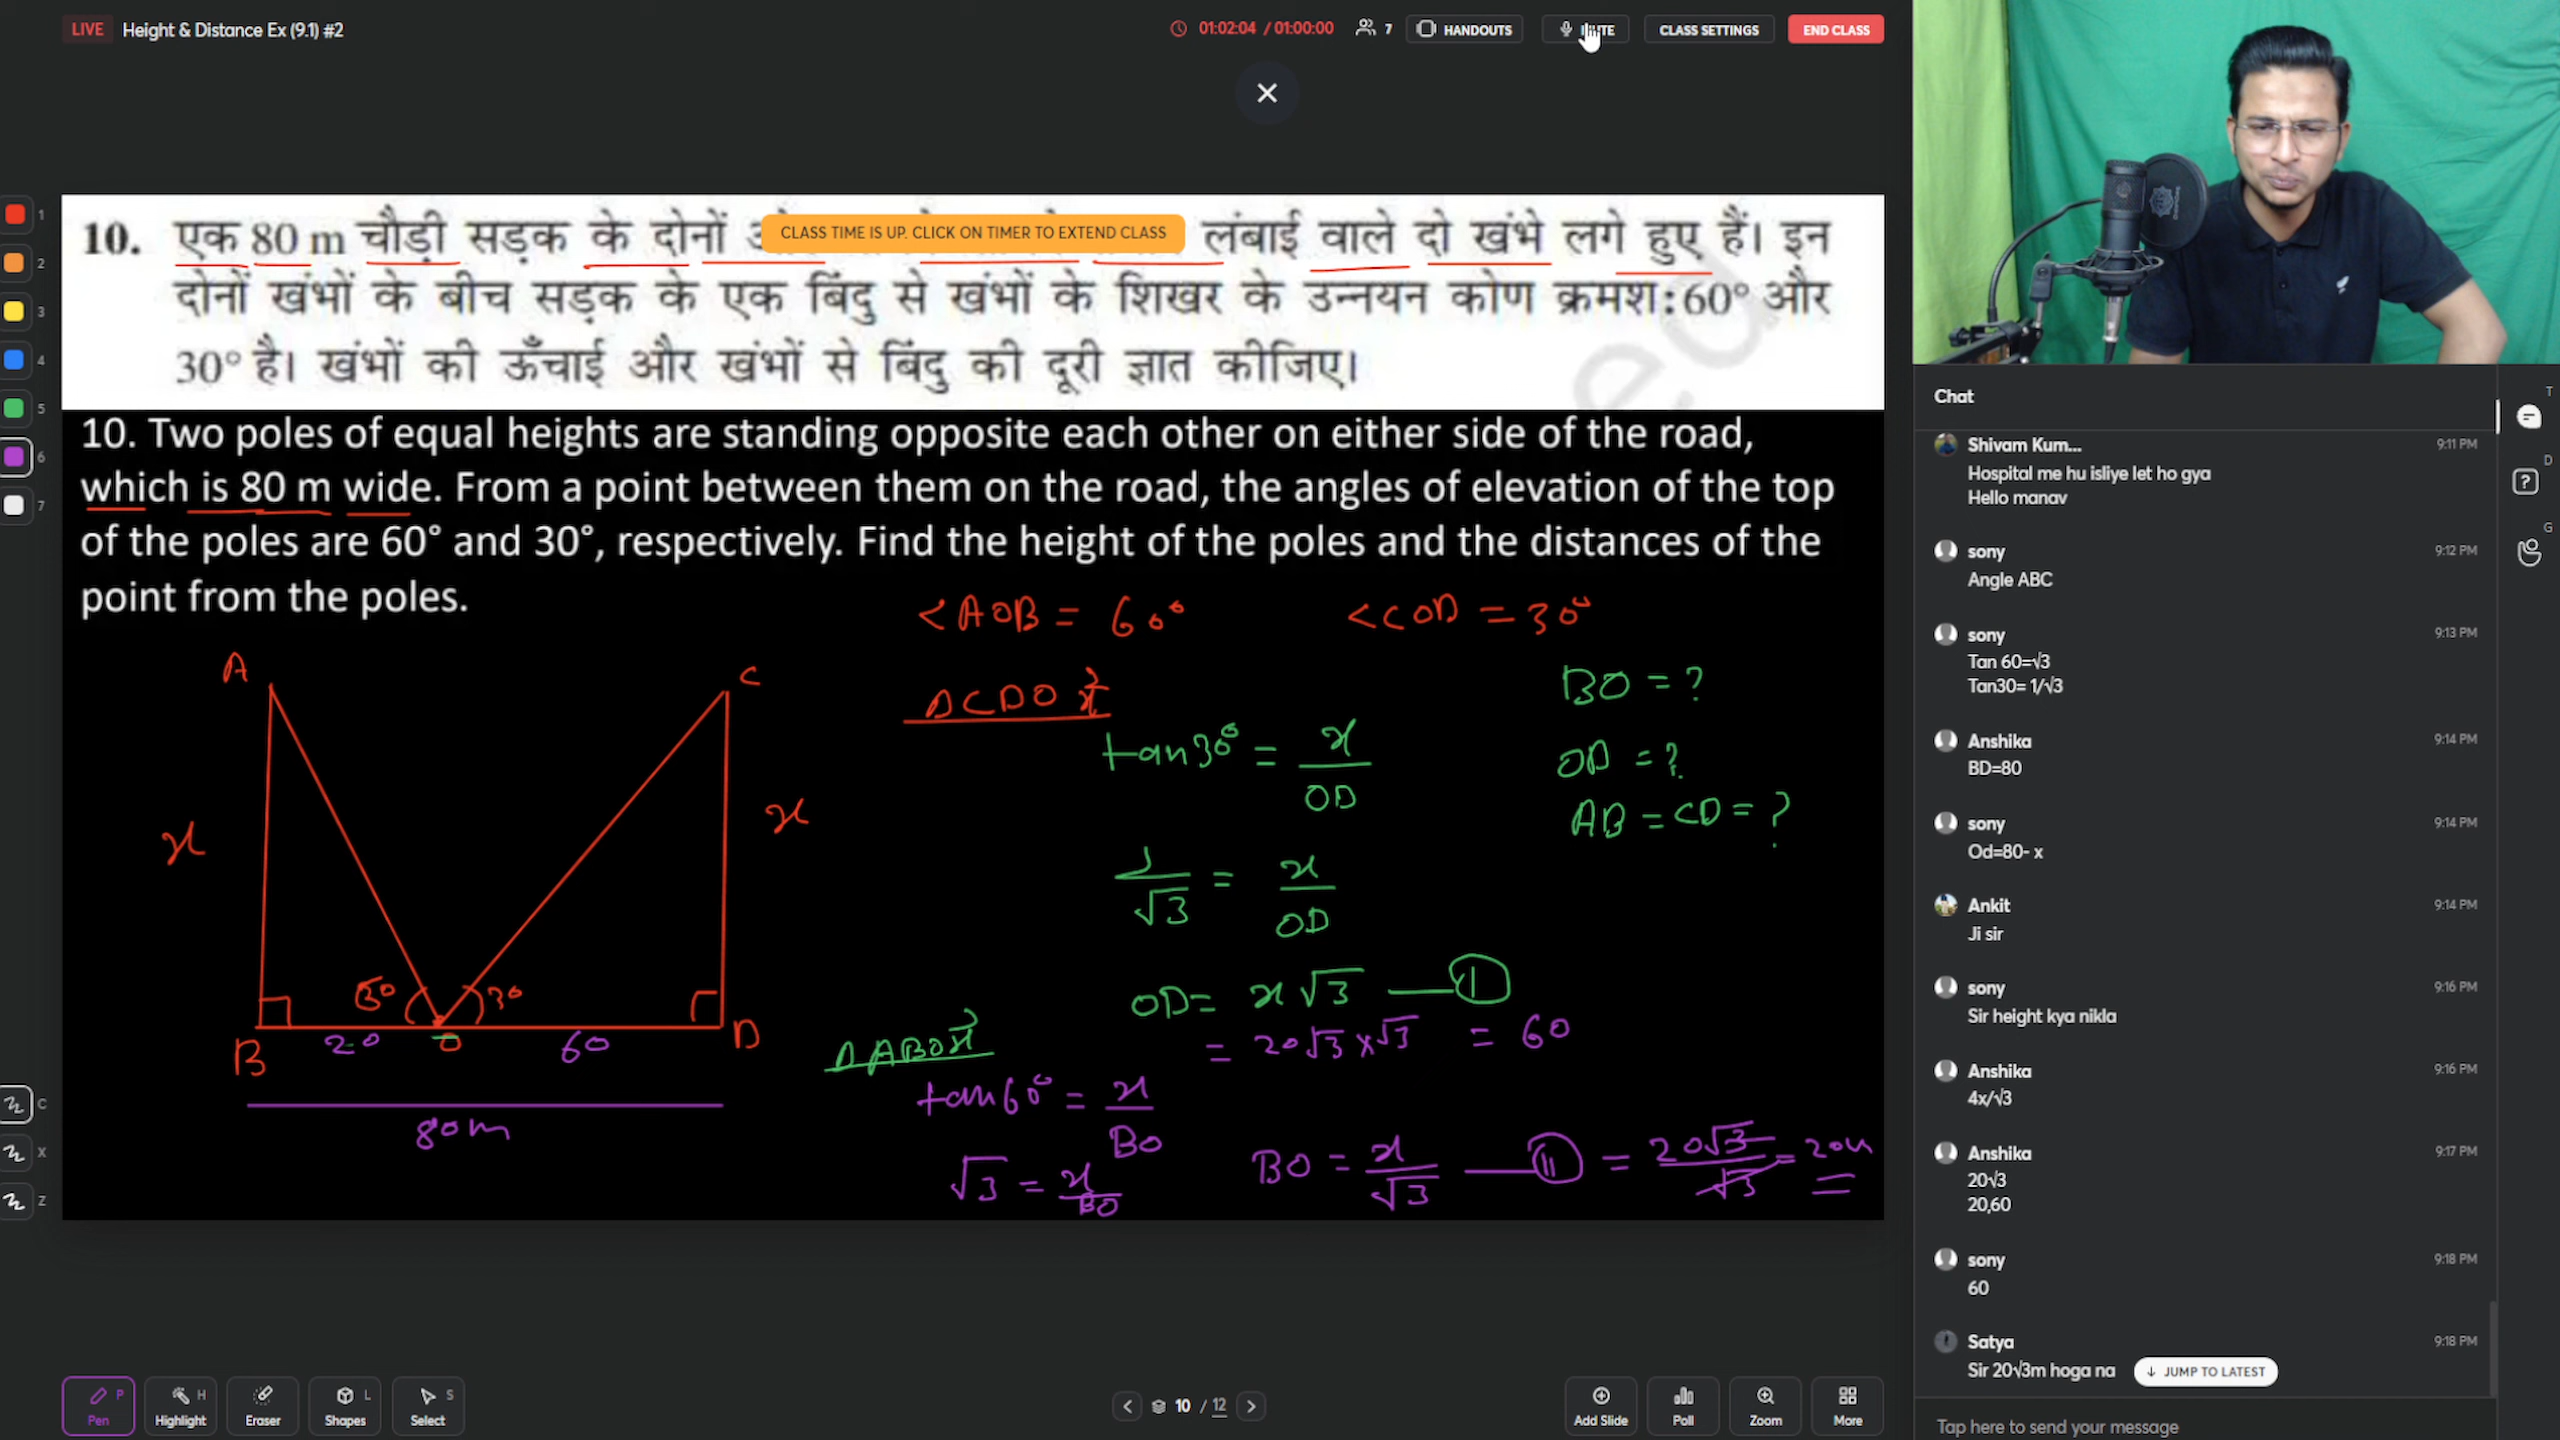 LIVE Height & Distance Ex (9.1) #2
01:02:04 / 01:00:00 7 HANDOUTS CLASS SETTINGS END CLASS
CLASS TIME IS UP. CLICK ON TIMER TO EXTEND CLASS
10. एक 80 m चौड़ी सड़क के दोनों लंबाई वाले दो खंभे लगे हुए हैं। इन
दोनों खंभों के बीच सड़क के एक बिंदु से खंभों के शिखर के उन्नयन कोण क्रमश: 60° और
30° है। खंभों की ऊँचाई और खंभों से बिंदु की दूरी ज्ञात कीजिए।
10. Two poles of equal heights are standing opposite each other on either side of the road,
which is 80 m wide. From a point between them on the road, the angles of elevation of the top
of the poles are 60° and 30°, respectively. Find the height of the poles and the distances of the
point from the poles.
<AOB = 60° <COD = 30°
A C
ΔCDO में
BO = ?
tan30° = x/OD
OD = ?
AB = CD = ?
x x
1/√3 = x/OD
60 30
OD = x√3 — I
= 20√3 x √3 = 60
B 20 O 60 D
ΔABO में
80m
tan60° = x/BO
√3 = x/BO
BO = x/√3 — II = 20√3/√3 = 20m
1
2
3
4
5
6
7
C
X
Z
Pen P
Highlight H
Eraser
Shapes L
Select S
10 / 12
Add Slide
Poll
Zoom
More
Chat
T
D
G
Shivam Kum... 9:11 PM
Hospital me hu isliye let ho gya
Hello manav
sony 9:12 PM
Angle ABC
sony 9:13 PM
Tan 60=√3
Tan30= 1/√3
Anshika 9:14 PM
BD=80
sony 9:14 PM
Od=80- x
Ankit 9:14 PM
Ji sir
sony 9:16 PM
Sir height kya nikla
Anshika 9:16 PM
4x/√3
Anshika 9:17 PM
20√3
20,60
sony 9:18 PM
60
Satya 9:18 PM
Sir 20√3m hoga na
JUMP TO LATEST
Tap here to send your message